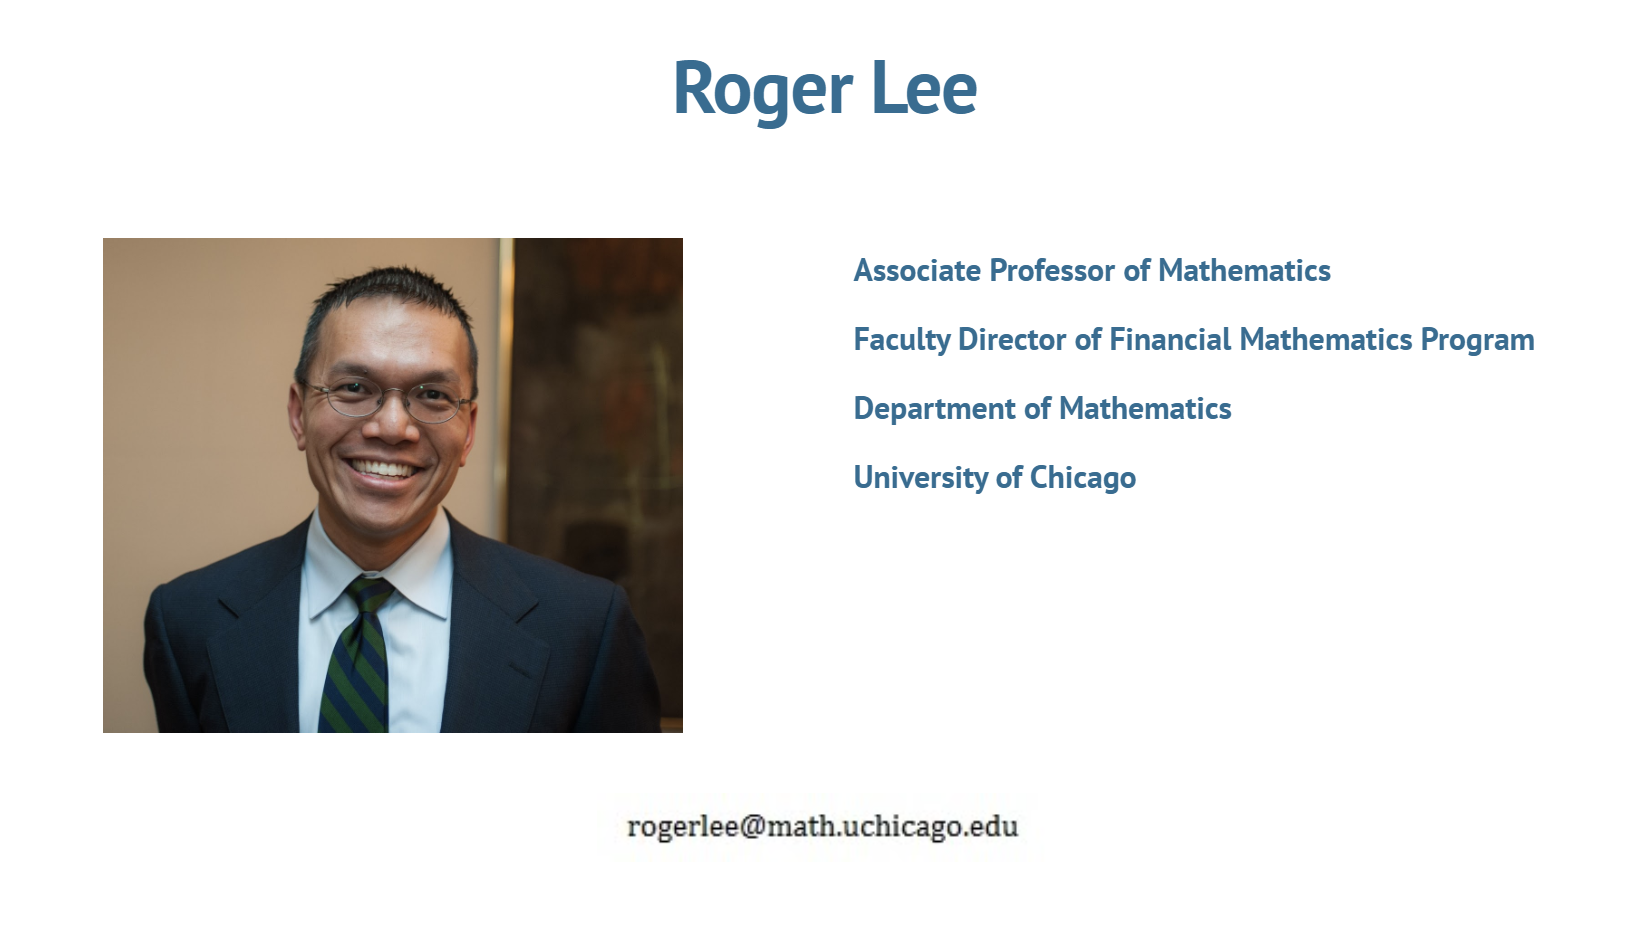 Roger Lee
Associate Professor of Mathematics
Faculty Director of Financial Mathematics Program
Department of Mathematics
University of Chicago
rogerlee@math.uchicago.edu